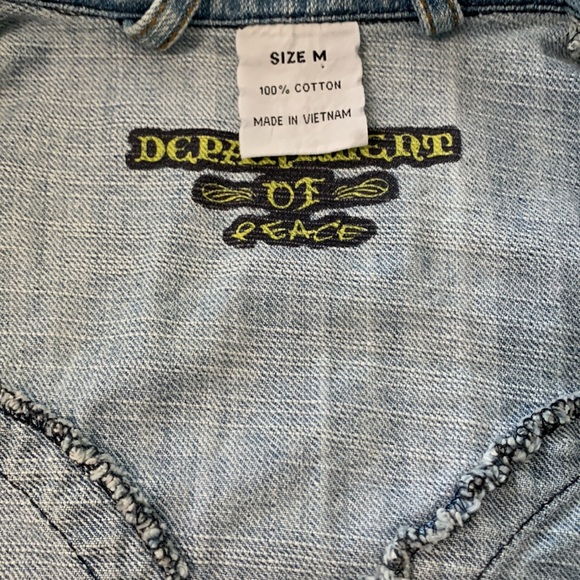 SIZE M
100% COTTON
MADE IN VIETNAM
DEPARTMENT
OF
PEACE